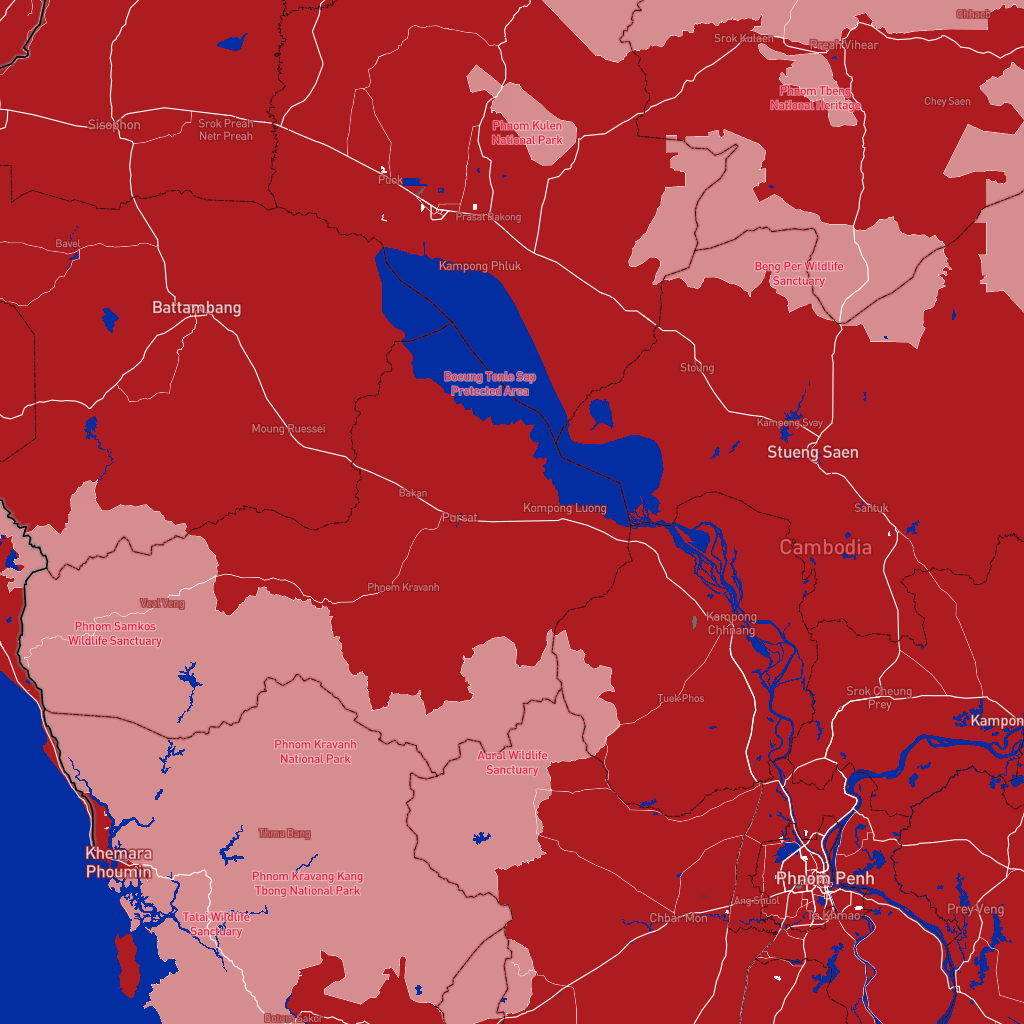 Chhaeb
Srok Kulaen
Preah Vihear
Phnom Tbeng
National Heritage
Chey Saen
Sisophon
Srok Preah
Netr Preah
Phnom Kulen
National Park
Puok
Prasat Bakong
Bavel
Kampong Phluk
Beng Per Wildlife
Sanctuary
Battambang
Stoung
Boeung Tonle Sap
Protected Area
Moung Ruessei
Kampong Svay
Stueng Saen
Bakan
Kompong Luong
Santuk
Pursat
Cambodia
Phnom Kravanh
Veal Veng
Phnom Samkos
Wildlife Sanctuary
Kampong
Chhnang
Tuek Phos
Srok Cheung
Prey
Kampon
Phnom Kravanh
National Park
Aural Wildlife
Sanctuary
Thma Bang
Khemara
Phoumin
Phnom Kravang Kang
Tbong National Park
Phnom Penh
Ang Snuol
Tatai Wildlife
Sanctuary
Chbar Mon
Ta Khmao
Prey Veng
Botum Sakor